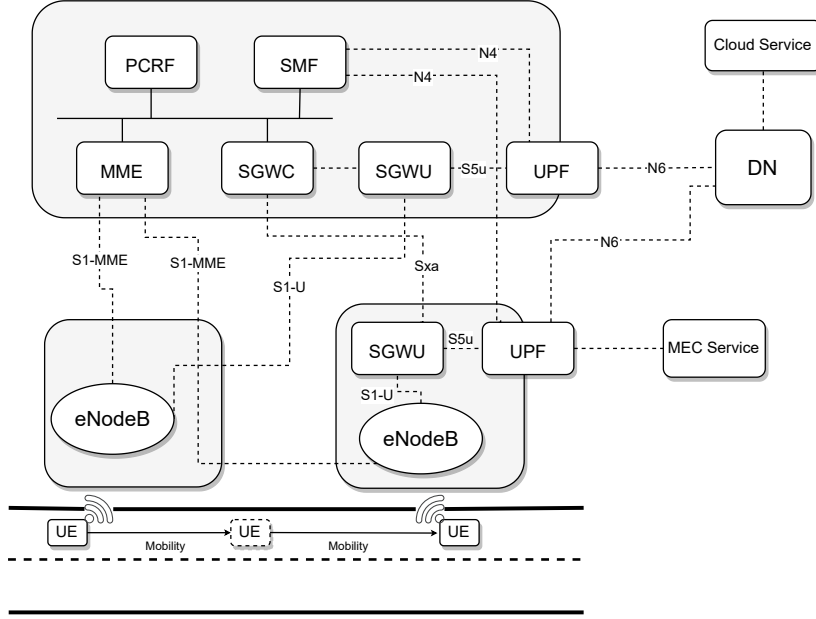 Cloud Service
PCRF
SMF
N4
N4
MME
SGWC
SGWU
S5u
UPF
N6
DN
N6
S1-MME
S1-MME
S1-U
Sxa
SGWU
S5u
UPF
MEC Service
S1-U
eNodeB
eNodeB
UE
UE
UE
Mobility
Mobility